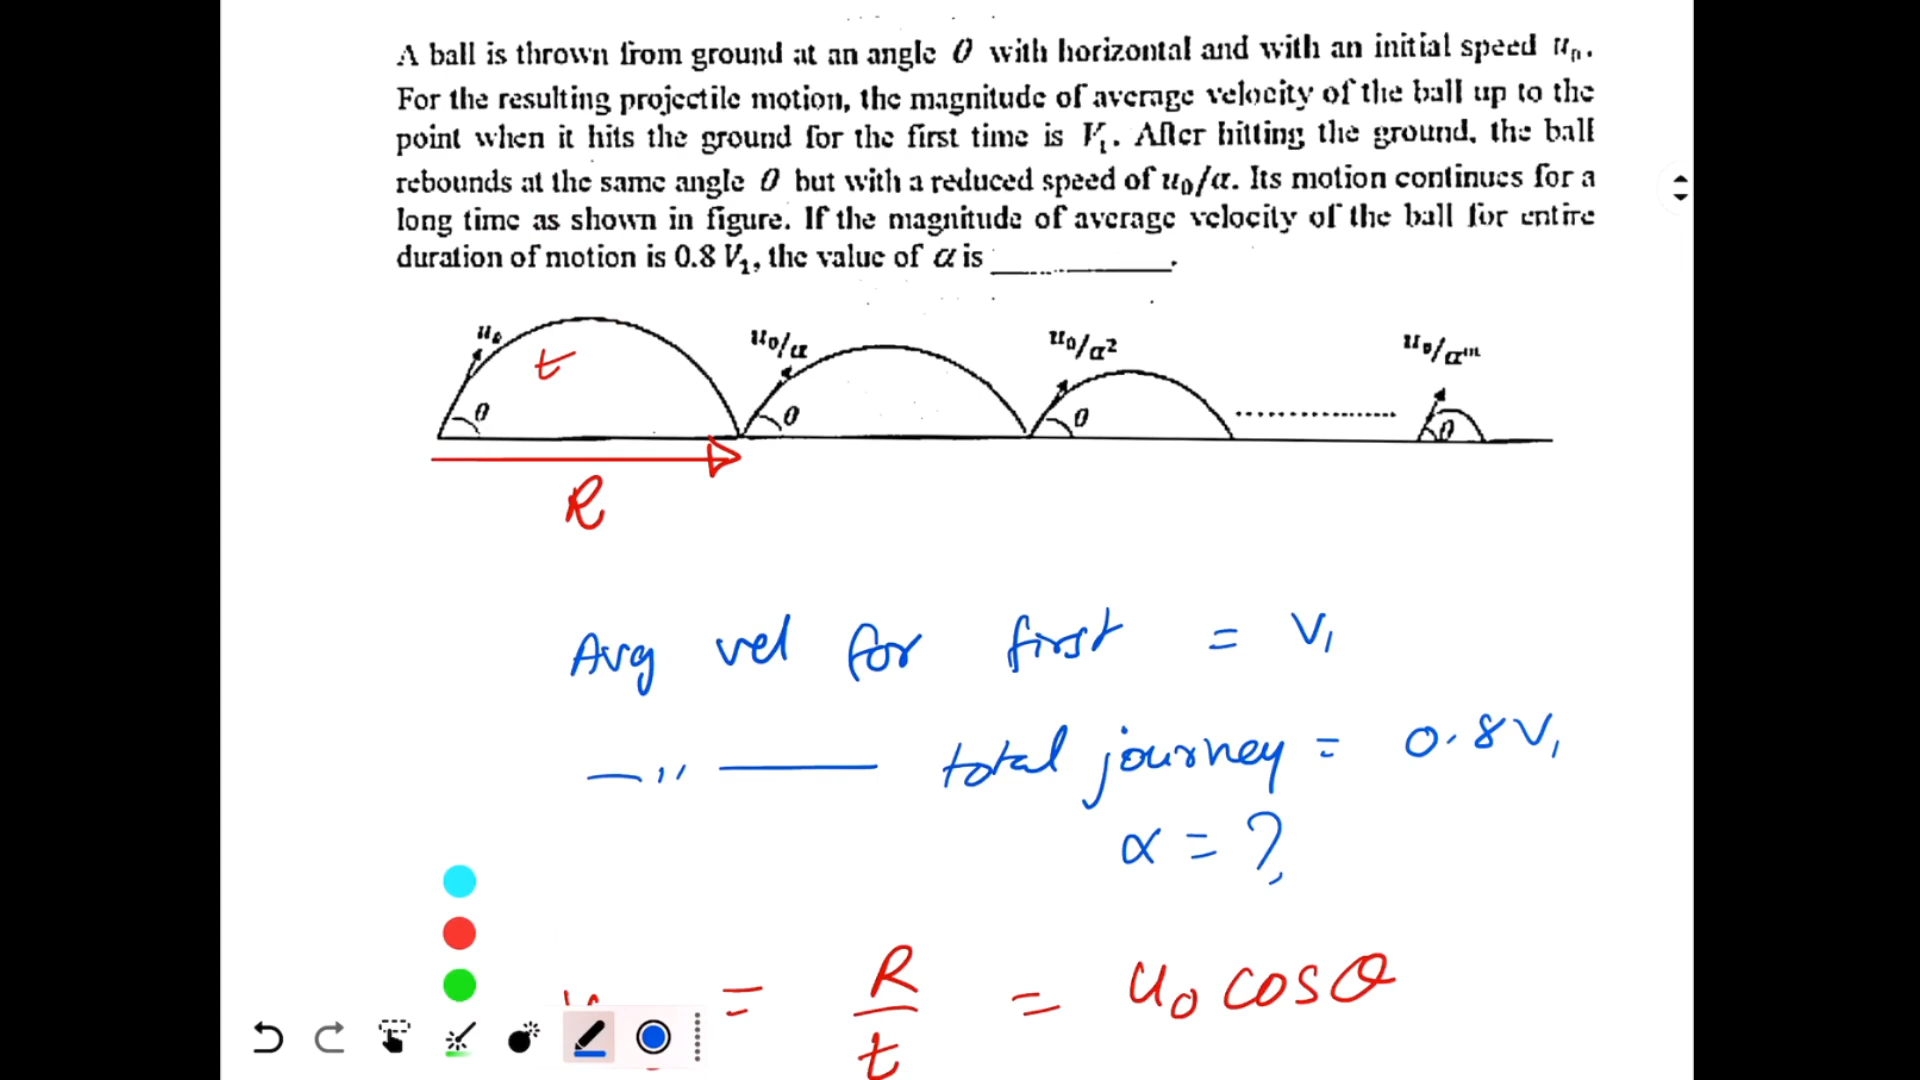 A ball is thrown from ground at an angle θ with horizontal and with an initial speed u₀.
For the resulting projectile motion, the magnitude of average velocity of the ball up to the
point when it hits the ground for the first time is V₁. After hitting the ground, the ball
rebounds at the same angle θ but with a reduced speed of u₀/α. Its motion continues for a
long time as shown in figure. If the magnitude of average velocity of the ball for entire
duration of motion is 0.8 V₁, the value of α is ________.
u₀ t u₀/α u₀/α² u₀/αᵐ
θ θ θ θ
R
Avg vel for first = V₁
—"— total journey = 0.8V₁
α = ?
= R/t = u₀ cosθ